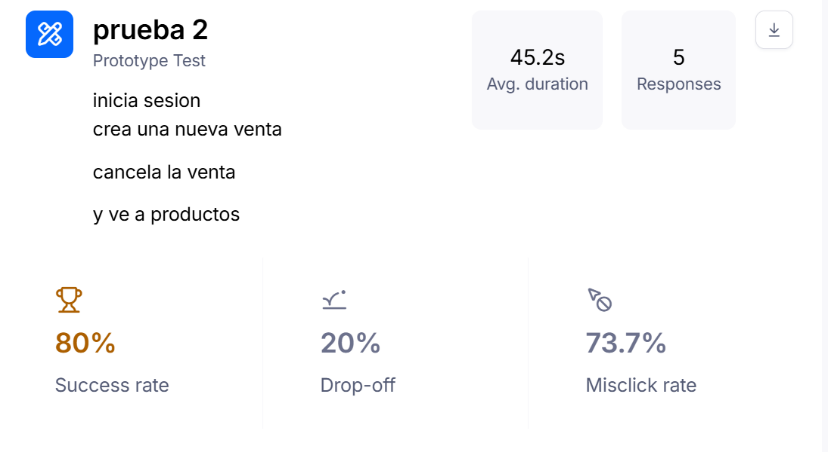 prueba 2
Prototype Test
inicia sesion
crea una nueva venta
cancela la venta
y ve a productos
45.2s
Avg. duration
5
Responses
80%
Success rate
20%
Drop-off
73.7%
Misclick rate